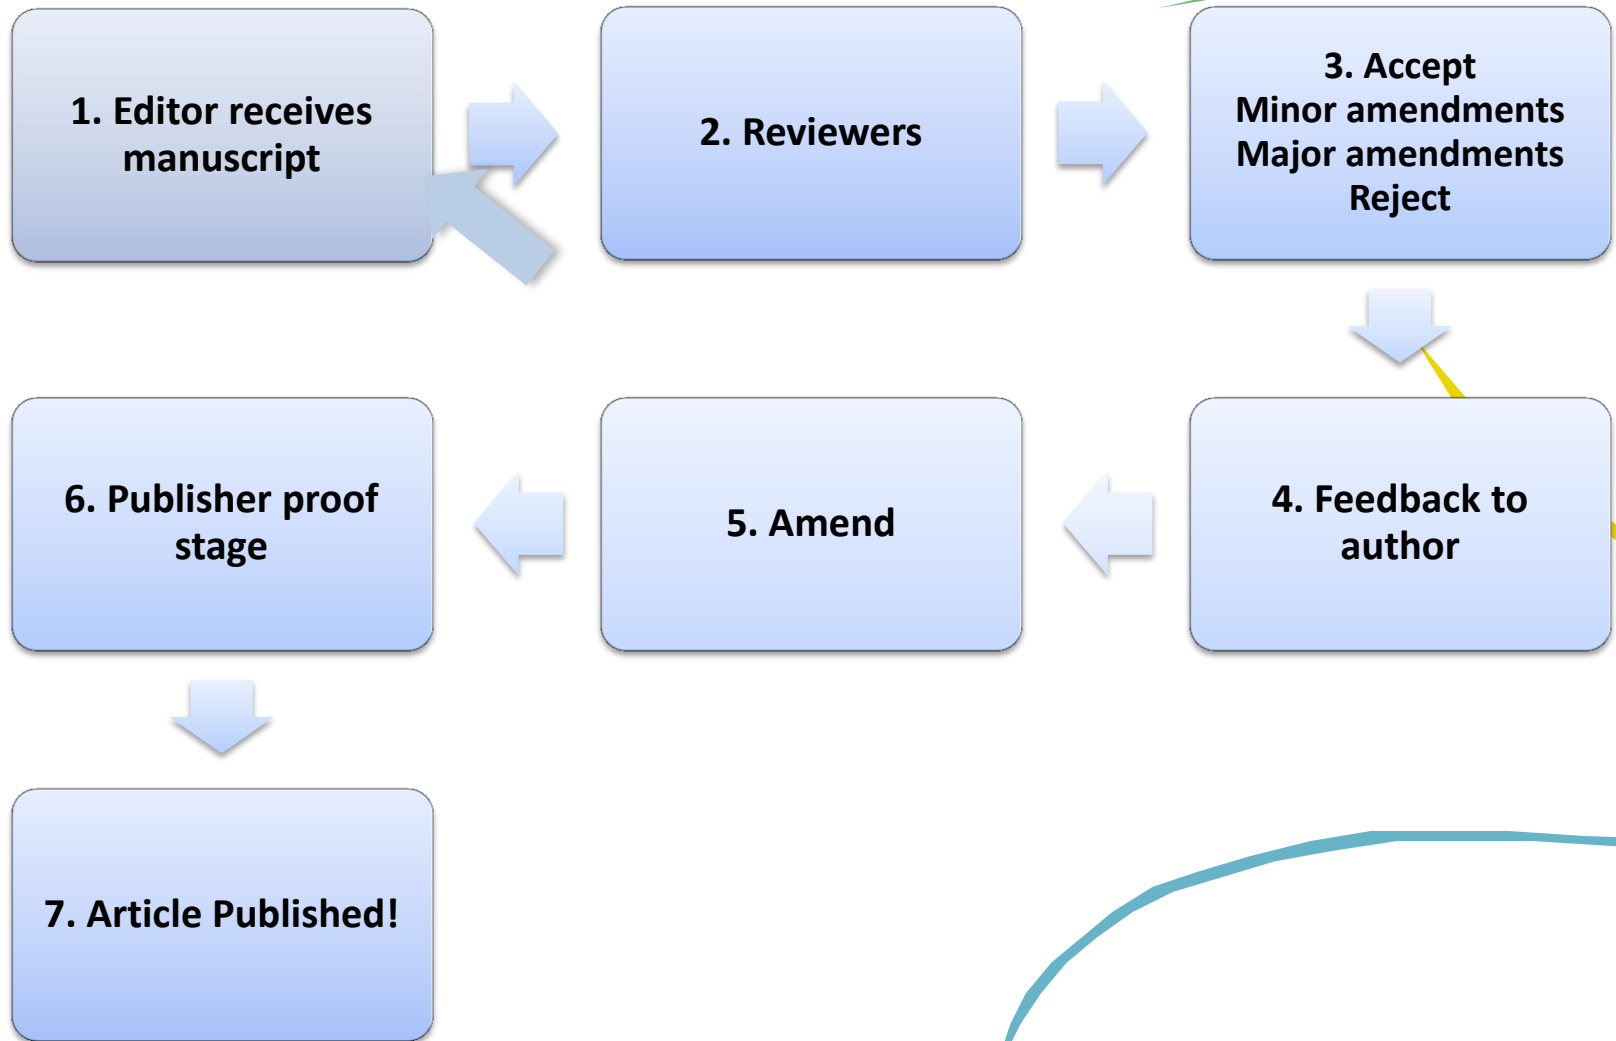 1. Editor receives
manuscript
2. Reviewers
3. Accept
Minor amendments
Major amendments
Reject
4. Feedback to
author
5. Amend
6. Publisher proof
stage
7. Article Published!